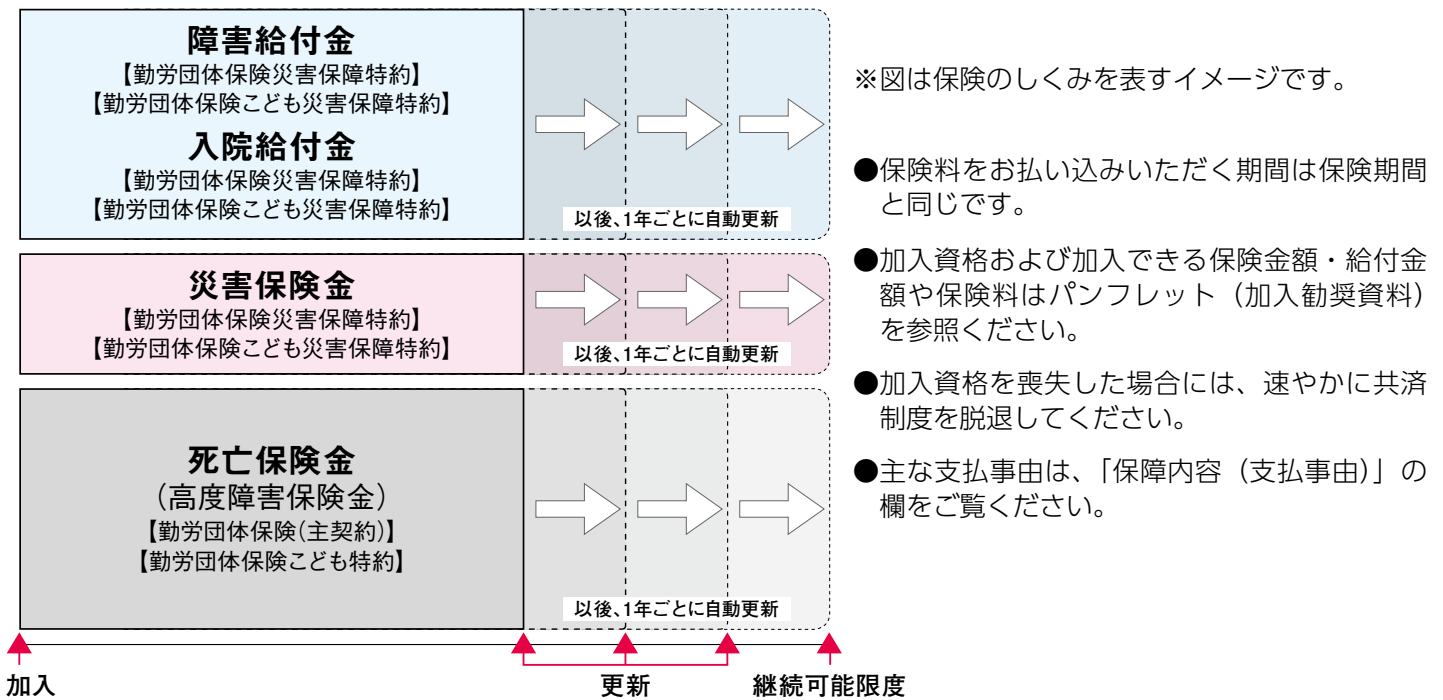 障害給付金
【勤労団体保険災害保障特約】
【勤労団体保険こども災害保障特約】
入院給付金
【勤労団体保険災害保障特約】
【勤労団体保険こども災害保障特約】
以後、1年ごとに自動更新
災害保険金
【勤労団体保険災害保障特約】
【勤労団体保険こども災害保障特約】
以後、1年ごとに自動更新
死亡保険金
（高度障害保険金）
【勤労団体保険（主契約）】
【勤労団体保険こども特約】
以後、1年ごとに自動更新
加入
更新
継続可能限度
※図は保険のしくみを表すイメージです。
●保険料をお払い込みいただく期間は保険期間
と同じです。
●加入資格および加入できる保険金額・給付金
額や保険料はパンフレット（加入勧奨資料）
を参照ください。
●加入資格を喪失した場合には、速やかに共済
制度を脱退してください。
●主な支払事由は、「保障内容（支払事由）」の
欄をご覧ください。